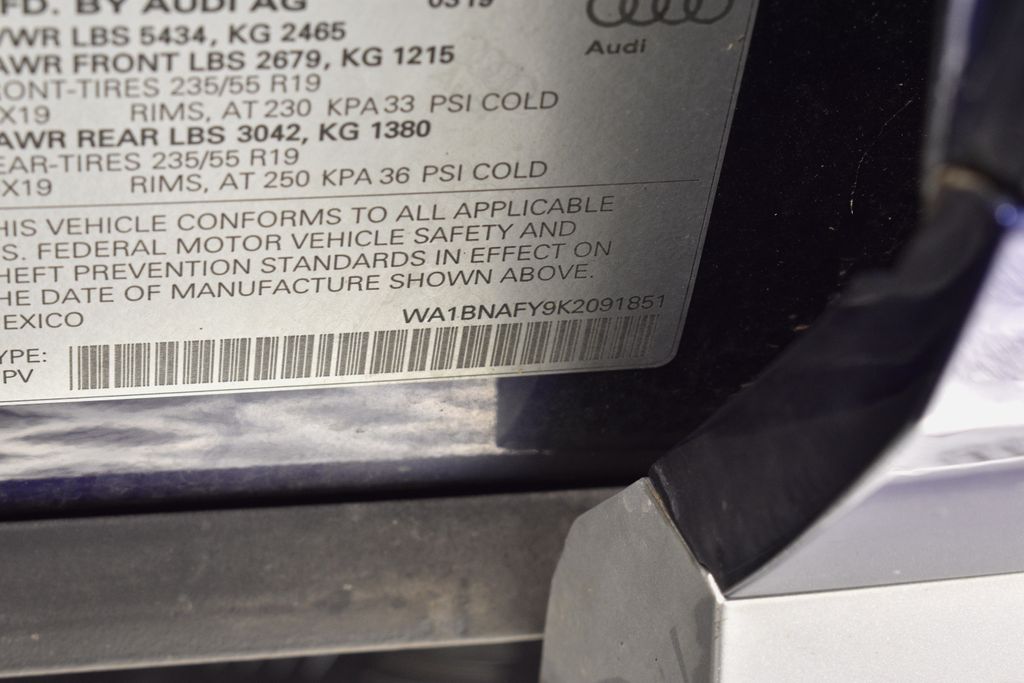 FD. BY AUDI AG 0319
Audi
VWR LBS 5434, KG 2465
AWR FRONT LBS 2679, KG 1215
RONT-TIRES 235/55 R19
X19 RIMS, AT 230 KPA 33 PSI COLD
AWR REAR LBS 3042, KG 1380
EAR-TIRES 235/55 R19
X19 RIMS, AT 250 KPA 36 PSI COLD
HIS VEHICLE CONFORMS TO ALL APPLICABLE
S. FEDERAL MOTOR VEHICLE SAFETY AND
HEFT PREVENTION STANDARDS IN EFFECT ON
HE DATE OF MANUFACTURE SHOWN ABOVE.
EXICO WA1BNAFY9K2091851
YPE:
PV